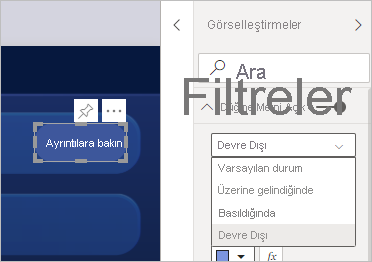 Görselleştirmeler
Ara
Filtreler
Düğme Metni Açık
Ayrıntılara bakın
Devre Dışı
Varsayılan durum
Üzerine gelindiğinde
Basıldığında
Devre Dışı
fx